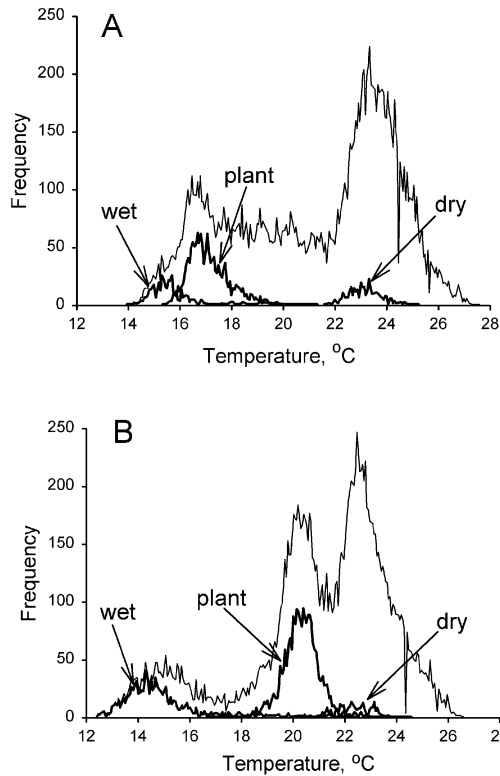 A
250
200
150
100
50
0
Frequency
wet
plant
dry
12 14 16 18 20 22 24 26 28
Temperature, °C
B
250
200
150
100
50
0
Frequency
wet
plant
dry
12 14 16 18 20 22 24 26 2
Temperature, °C